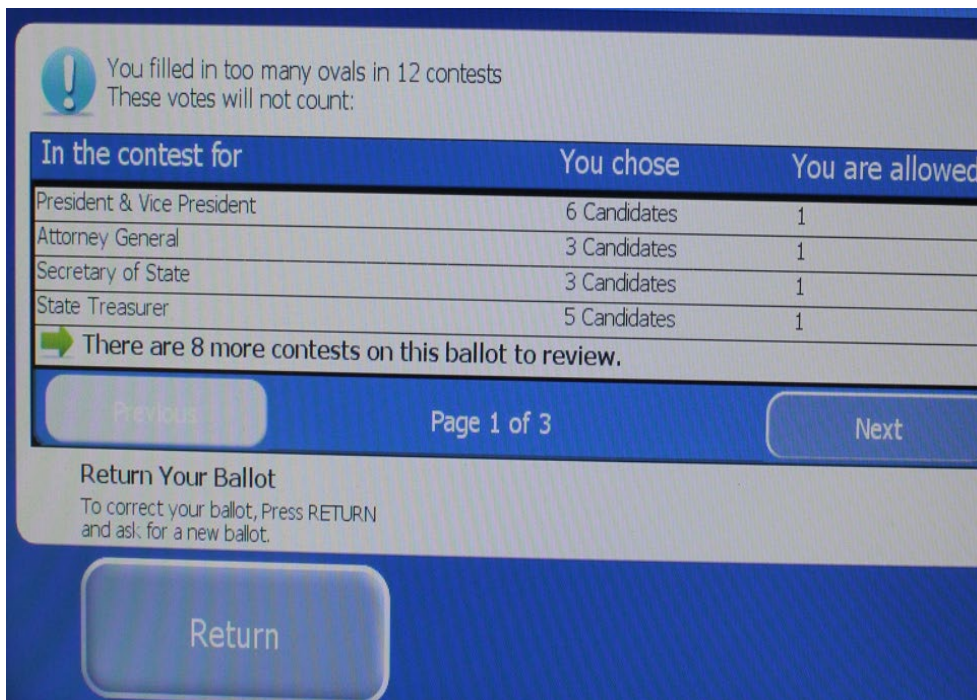 You filled in too many ovals in 12 contests
These votes will not count:
In the contest for You chose You are allowed
President & Vice President 6 Candidates 1
Attorney General 3 Candidates 1
Secretary of State 3 Candidates 1
State Treasurer 5 Candidates 1
There are 8 more contests on this ballot to review.
Previous Page 1 of 3 Next
Return Your Ballot
To correct your ballot, Press RETURN
and ask for a new ballot.
Return